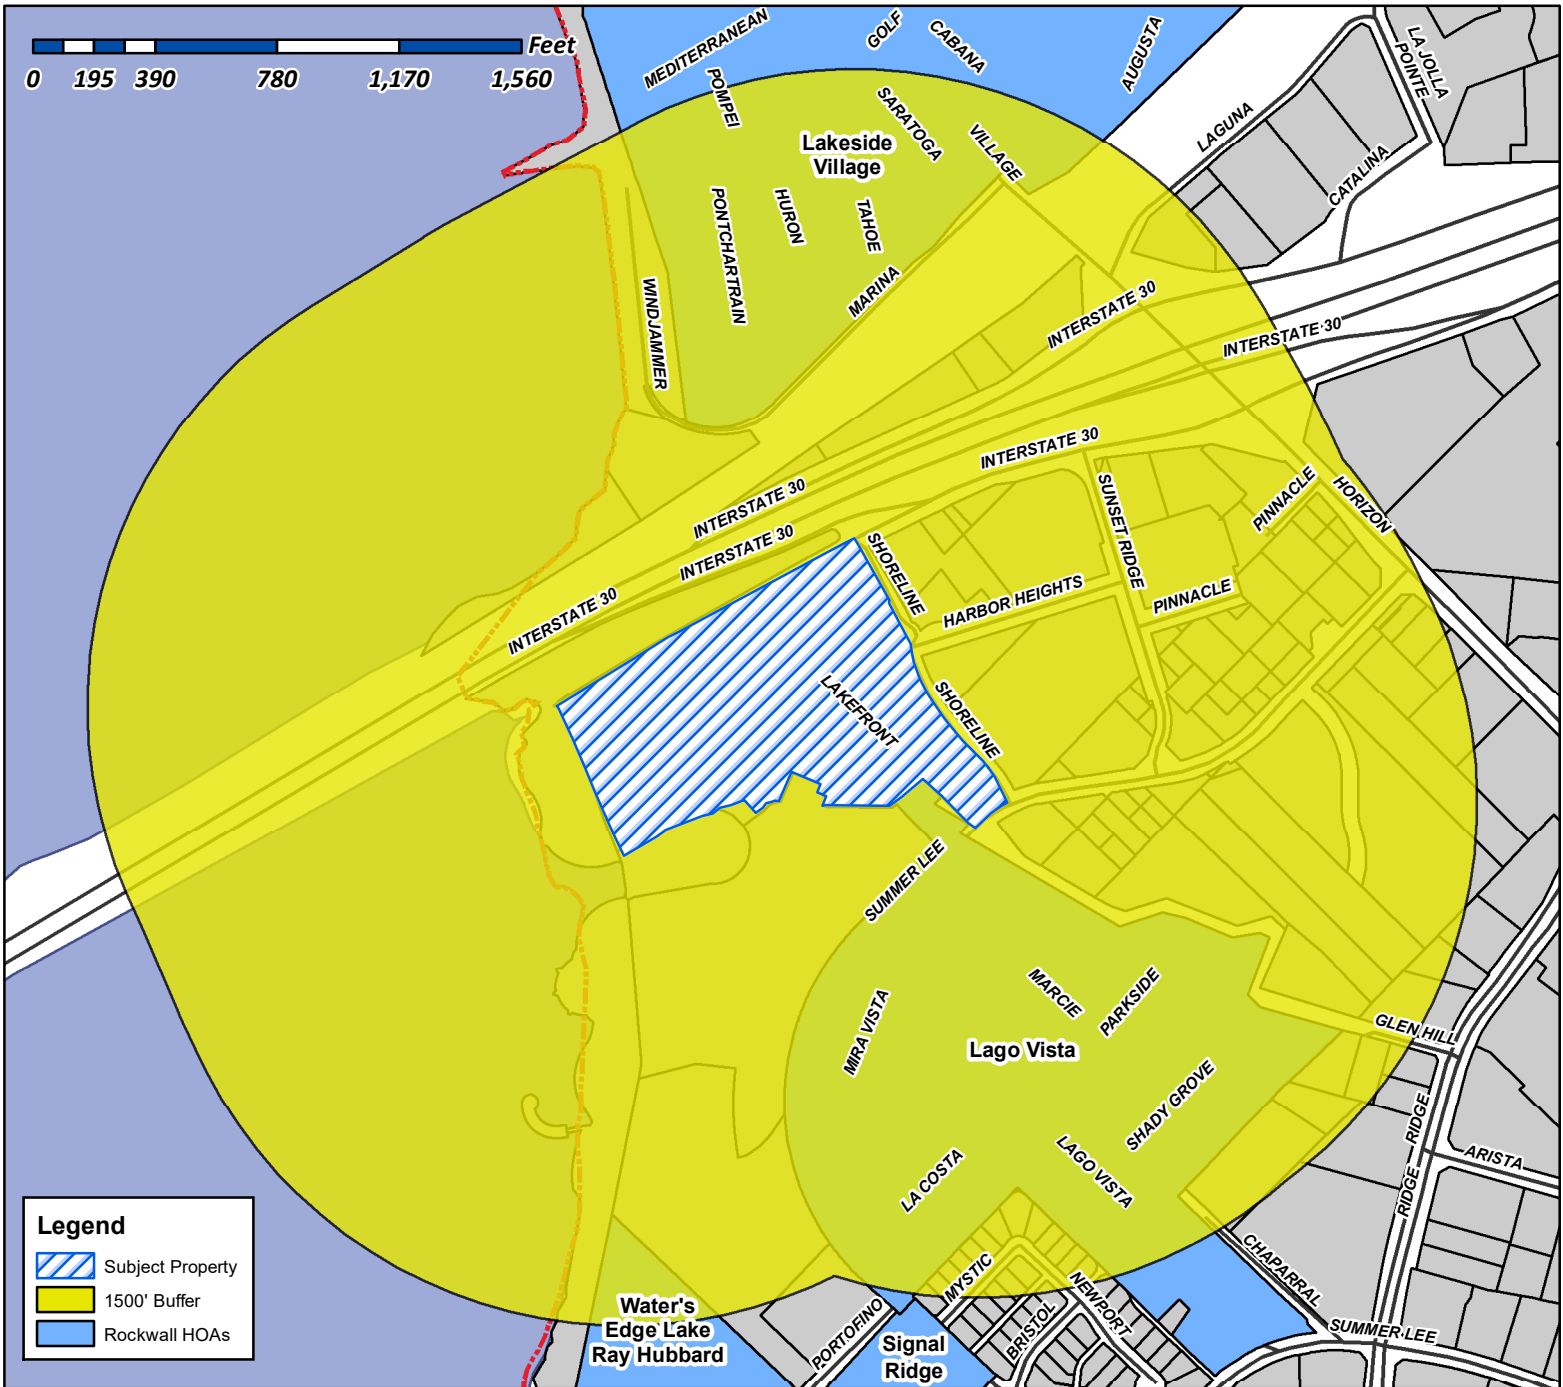 Feet
0 195 390 780 1,170 1,560
MEDITERRANEAN
POMPEI
GOLF
CABANA
AUGUSTA
LA JOLLA
POINTE
SARATOGA
VILLAGE
LAGUNA
CATALINA
Lakeside
Village
PONTCHARTRAIN
HURON
TAHOE
MARINA
WINDJAMMER
INTERSTATE 30
INTERSTATE 30
INTERSTATE 30
INTERSTATE 30
INTERSTATE 30
INTERSTATE 30
SUNSET RIDGE
PINNACLE
HORIZON
SHORELINE
HARBOR HEIGHTS
PINNACLE
LAKEFRONT
SHORELINE
SUMMER LEE
MIRA VISTA
MARCIE
PARKSIDE
Lago Vista
GLEN HILL
SHADY GROVE
LAGO VISTA
LA COSTA
RIDGE
RIDGE
ARISTA
CHAPARRAL
SUMMER LEE
MYSTIC
NEWPORT
BRISTOL
PORTOFINO
Signal
Ridge
Water's
Edge Lake
Ray Hubbard
Legend
Subject Property
1500' Buffer
Rockwall HOAs